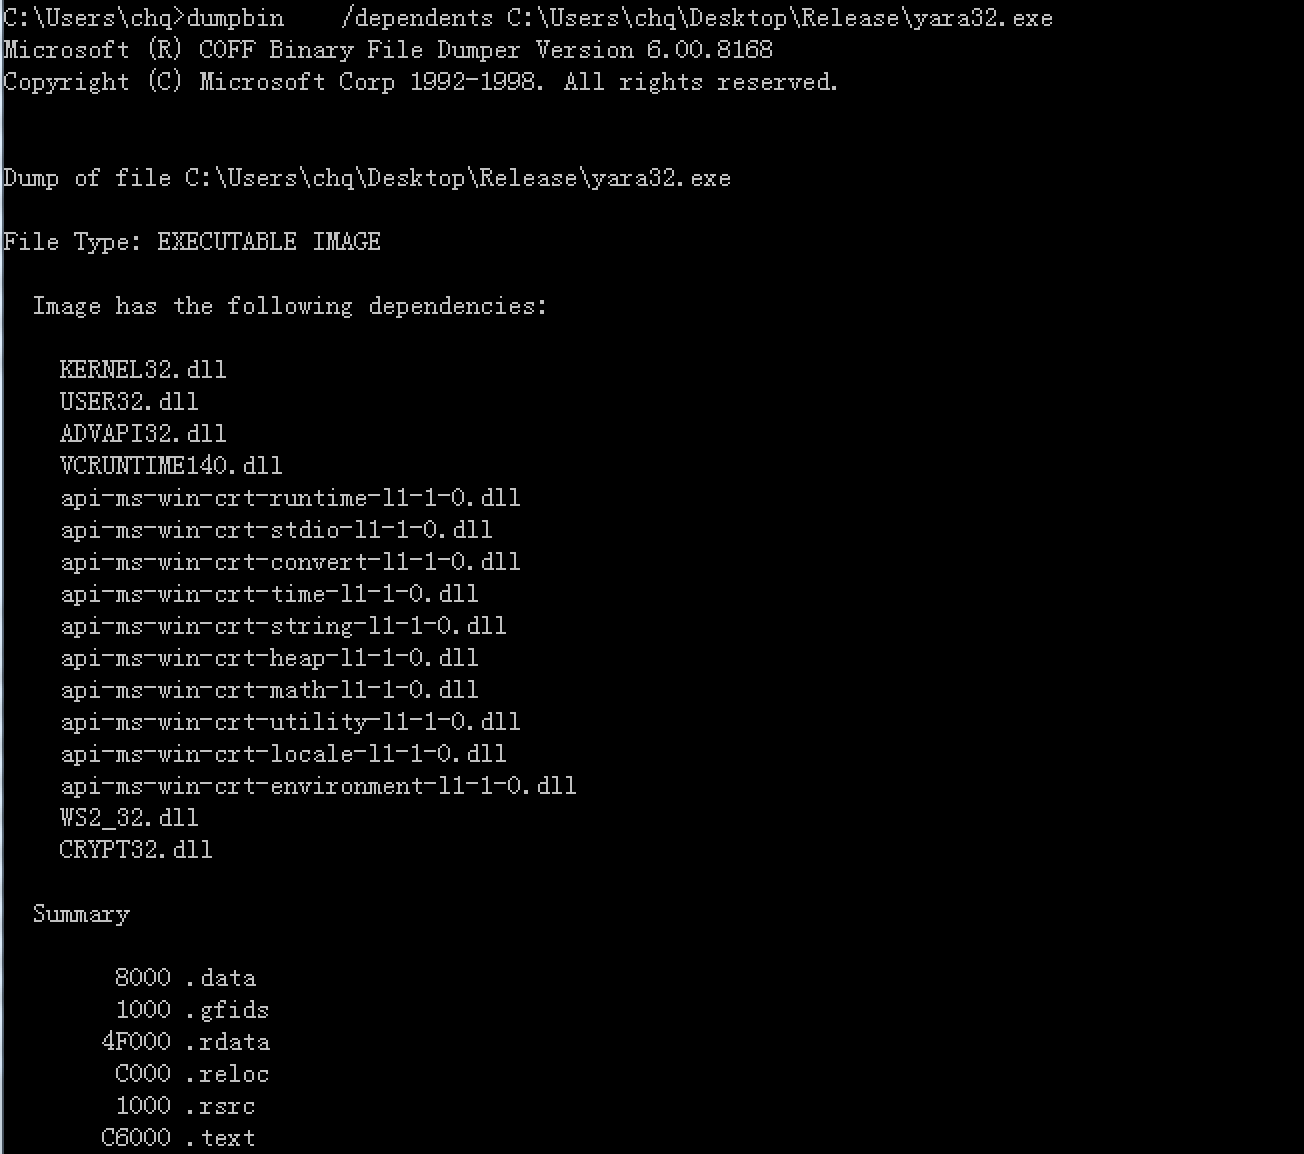 C:\Users\chq>dumpbin    /dependents C:\Users\chq\Desktop\Release\yara32.exe
Microsoft (R) COFF Binary File Dumper Version 6.00.8168
Copyright (C) Microsoft Corp 1992-1998. All rights reserved.
Dump of file C:\Users\chq\Desktop\Release\yara32.exe
File Type: EXECUTABLE IMAGE
Image has the following dependencies:
KERNEL32.dll
USER32.dll
ADVAPI32.dll
VCRUNTIME140.dll
api-ms-win-crt-runtime-l1-1-0.dll
api-ms-win-crt-stdio-l1-1-0.dll
api-ms-win-crt-convert-l1-1-0.dll
api-ms-win-crt-time-l1-1-0.dll
api-ms-win-crt-string-l1-1-0.dll
api-ms-win-crt-heap-l1-1-0.dll
api-ms-win-crt-math-l1-1-0.dll
api-ms-win-crt-utility-l1-1-0.dll
api-ms-win-crt-locale-l1-1-0.dll
api-ms-win-crt-environment-l1-1-0.dll
WS2_32.dll
CRYPT32.dll
Summary
8000 .data
1000 .gfids
4F000 .rdata
C000 .reloc
1000 .rsrc
C6000 .text